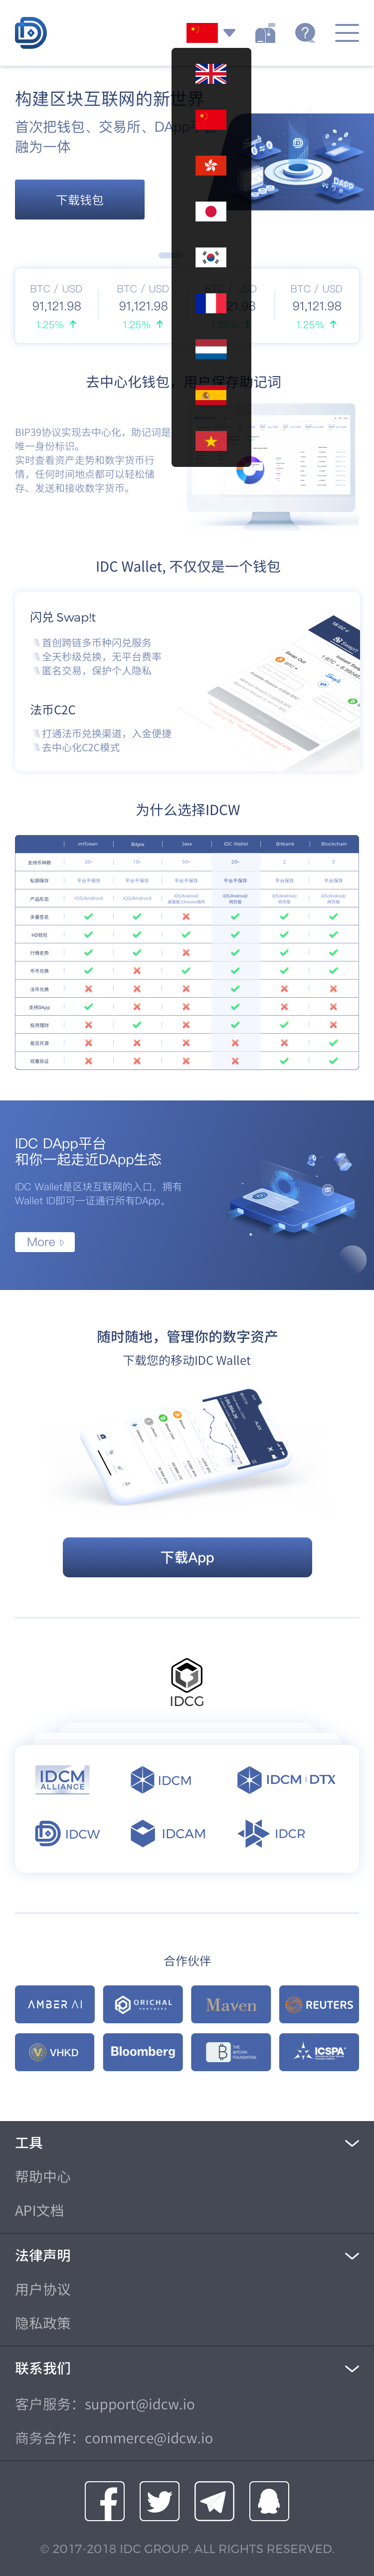 构建区块互联网的新世界
首次把钱包、交易所、DApp
融为一体
下载钱包
BTC / USD
BTC / USD
USD
BTC / USD
91,121.98
91,121.98
21.98
91,121.98
1.25%
1.25%
1.25%
去中心化钱包，用户保存助记词
BIP39协议实现去中心化，助记词是
唯一身份标识。
实时查看资产走势和数字货币行
情，任何时间地点都可以轻松储
存、发送和接收数字货币。
IDC Wallet, 不仅仅是一个钱包
闪兑 Swap!t
首创跨链多币种闪兑服务
全天秒级兑换，无平台费率
匿名交易，保护个人隐私
法币C2C
打通法币兑换渠道，入金便捷
去中心化C2C模式
为什么选择IDCW
imToken Bitpie Jaxx IDC Wallet Bitbank Blockchain
支持币种数 20+ 10+ 50+ 20+ 2 3
私钥保存 平台不保存 平台不保存 平台不保存 平台不保存 平台不保存 平台不保存
产品形态 iOS/Android iOS/Android iOS/Android/ iOS/Android/ iOS/Android/ iOS/Android/
桌面版/Chrome插件 网页版 网页版 网页版
多重签名
HD钱包
行情走势
币币兑换
法币兑换
支持DApp
投资理财
是否开源
双重验证
IDC DApp平台
和你一起走近DApp生态
IDC Wallet是区块互联网的入口，拥有
Wallet ID即可一证通行所有DApp。
More
DAPP
随时随地，管理你的数字资产
下载您的移动IDC Wallet
下载App
IDCG
IDCM
ALLIANCE
IDCM
IDCM DTX
IDCW
IDCAM
IDCR
合作伙伴
AMBER AI
ORICHAL
PARTNERS
Maven
REUTERS
VHKD
Bloomberg
THE
BITCOIN
FOUNDATION
ICSPA
工具
帮助中心
API文档
法律声明
用户协议
隐私政策
联系我们
客户服务：support@idcw.io
商务合作：commerce@idcw.io
© 2017-2018 IDC GROUP. ALL RIGHTS RESERVED.